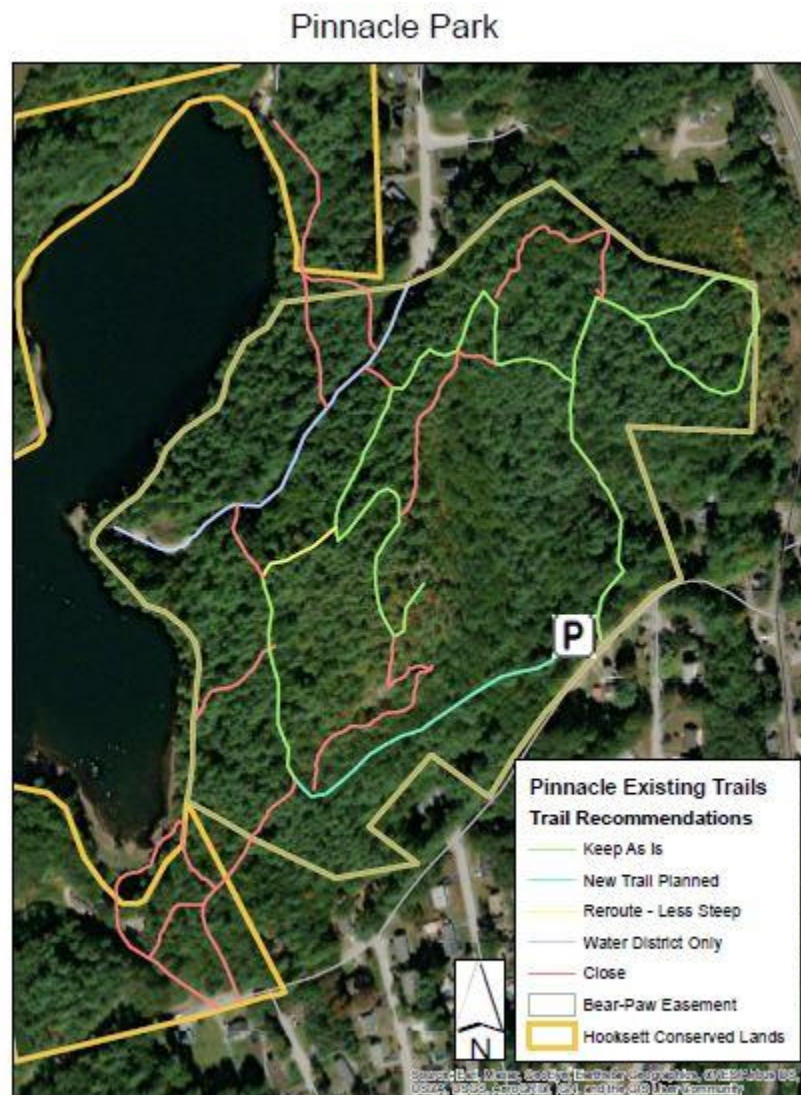 Pinnacle Park
P
Pinnacle Existing Trails
Trail Recommendations
Keep As Is
New Trail Planned
Reroute - Less Steep
Water District Only
Close
Bear-Paw Easement
Hooksett Conserved Lands
N
Community